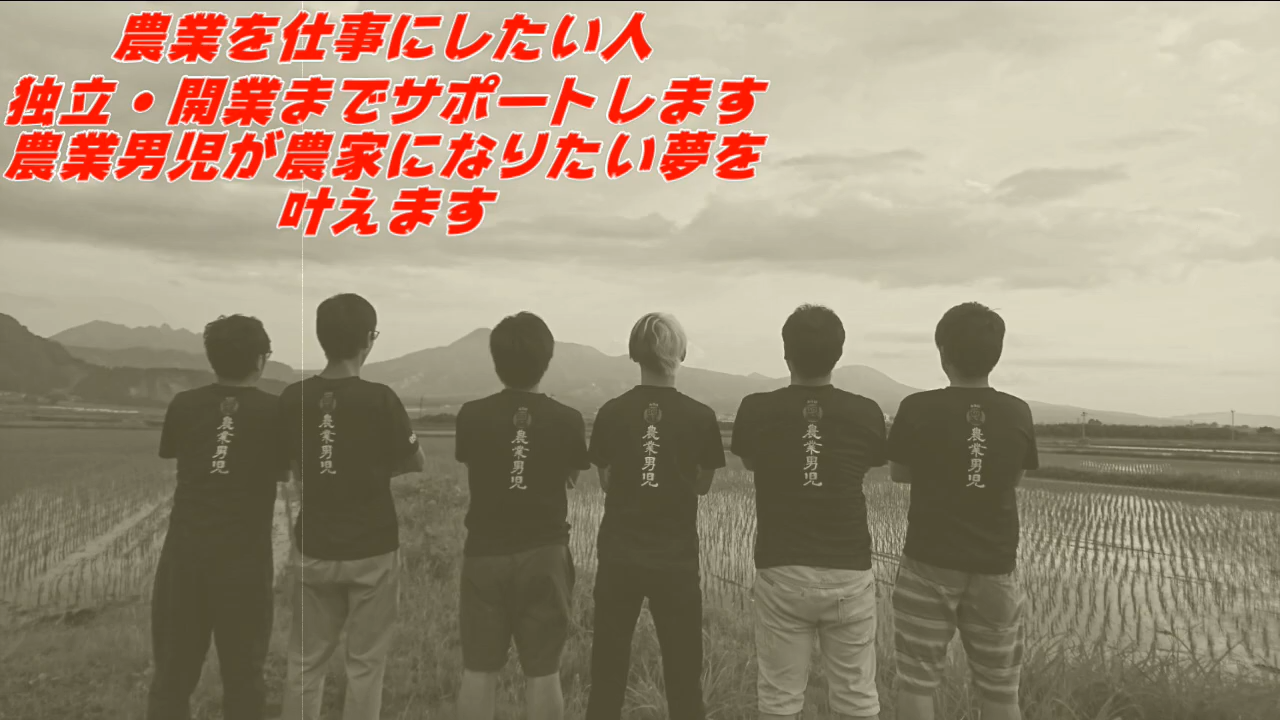 農業を仕事にしたい人
独立・開業までサポートします
農業男児が農家になりたい夢を
叶えます
農業男児
農業男児
農業男児
農業男児
農業男児
農業男児